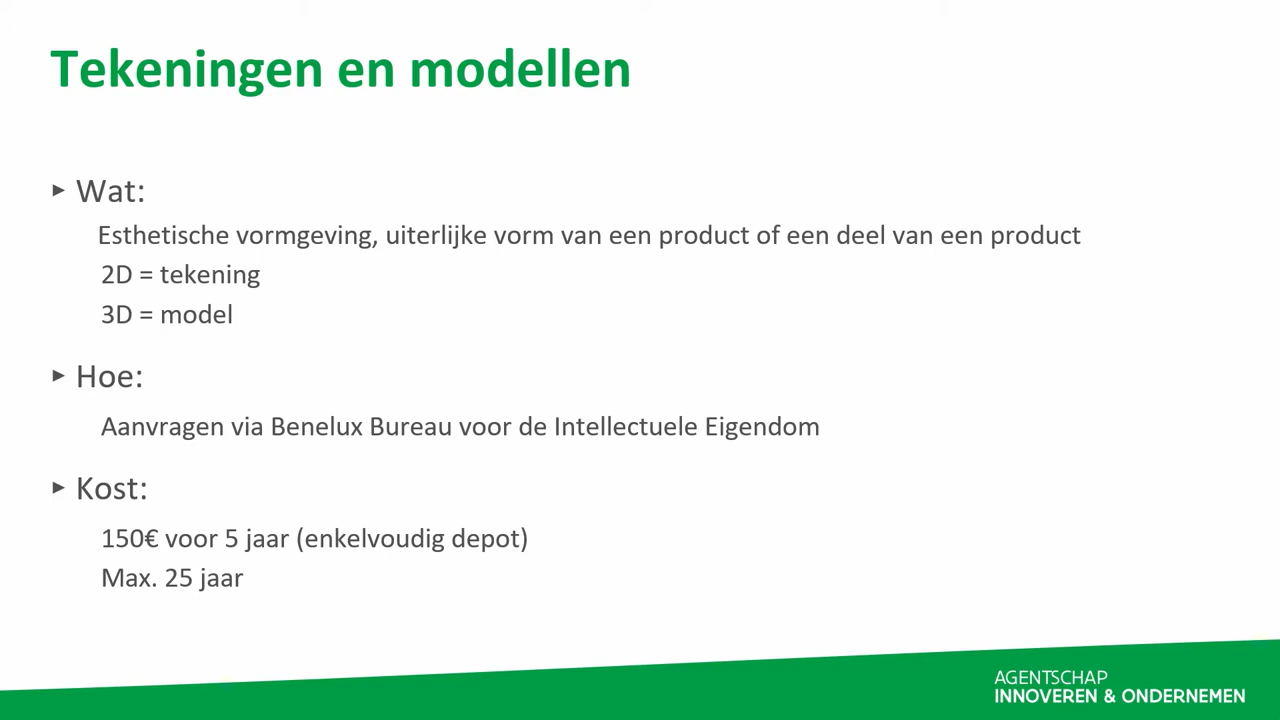 Tekeningen en modellen
▸ Wat:
Esthetische vormgeving, uiterlijke vorm van een product of een deel van een product
2D = tekening
3D = model
▸ Hoe:
Aanvragen via Benelux Bureau voor de Intellectuele Eigendom
▸ Kost:
150€ voor 5 jaar (enkelvoudig depot)
Max. 25 jaar
AGENTSCHAP
INNOVEREN & ONDERNEMEN